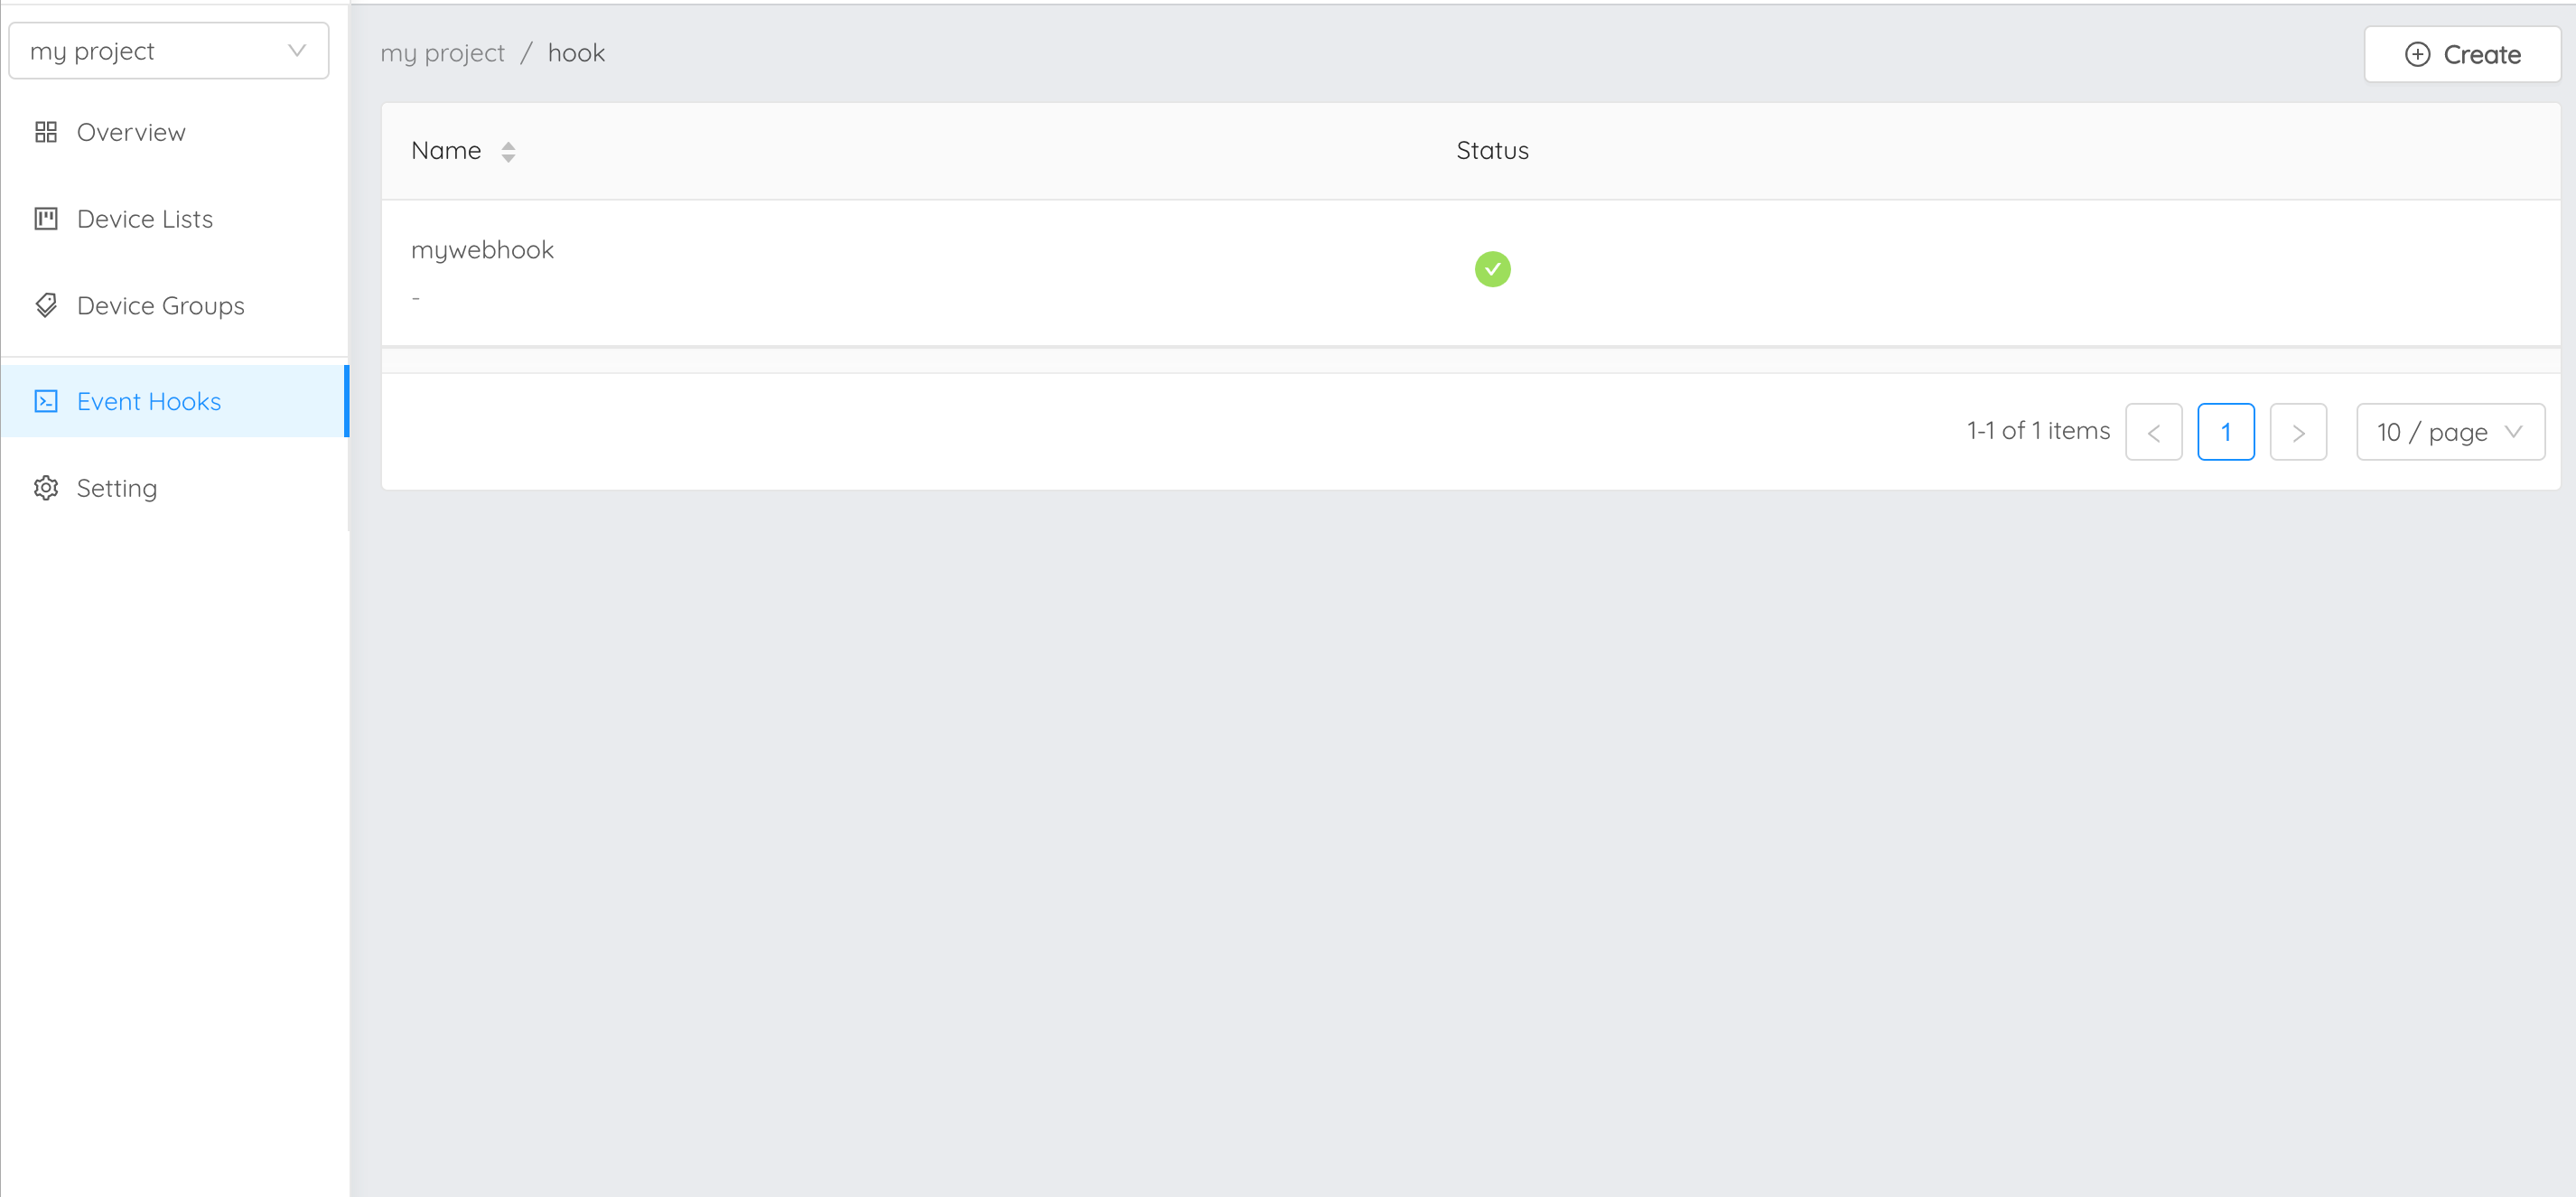 my project
Overview
Device Lists
Device Groups
Event Hooks
Setting
my project / hook
Create
Name
Status
mywebhook
-
1-1 of 1 items
1
10 / page